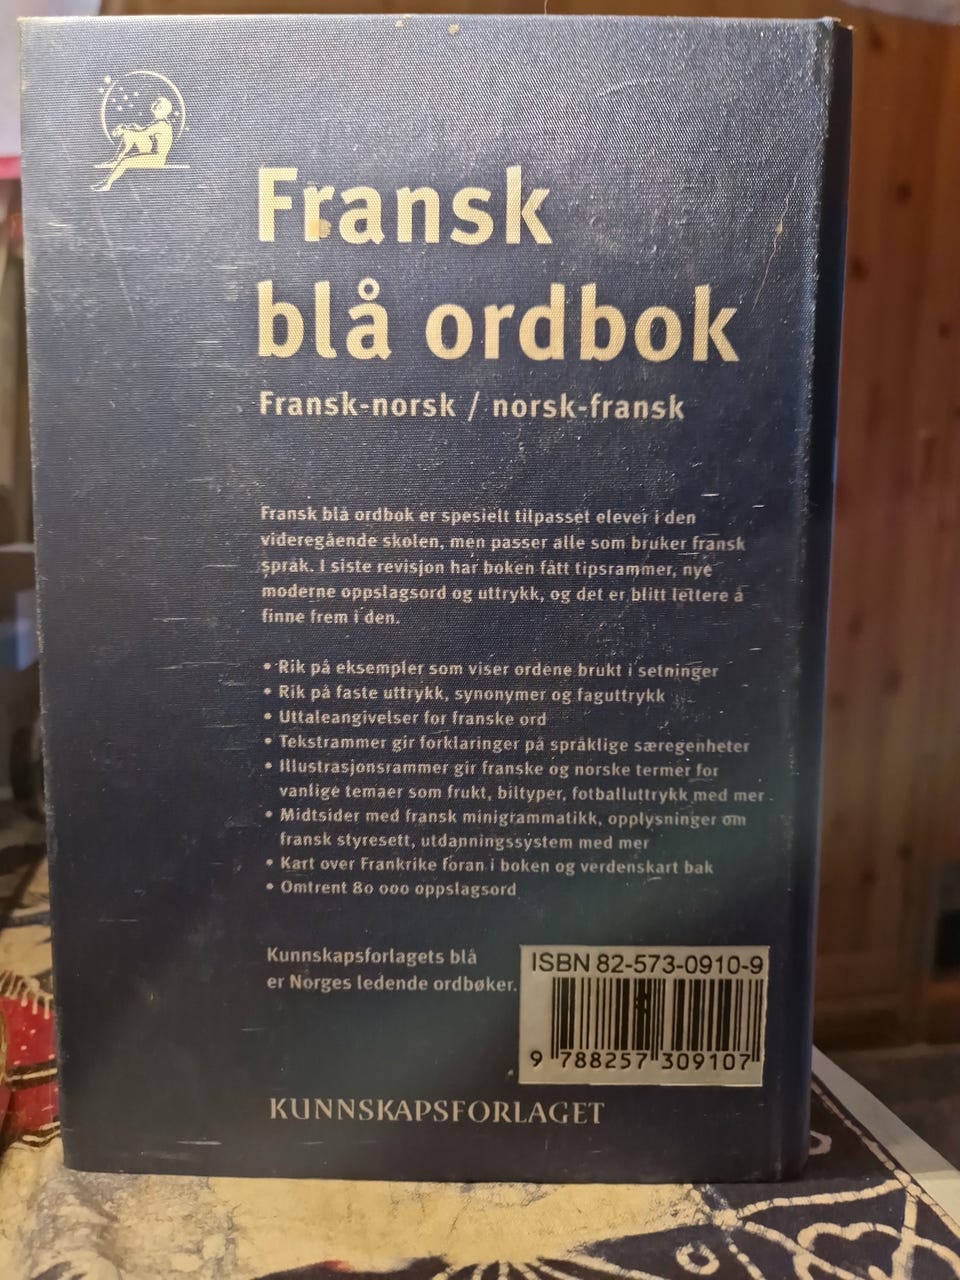 Fransk
blå ordbok
Fransk-norsk / norsk-fransk
Fransk blå ordbok er spesielt tilpasset elever i den
videregående skolen, men passer alle som bruker fransk
språk. I siste revisjon har boken fått tipsrammer, nye
moderne oppslagsord og uttrykk, og det er blitt lettere å
finne frem i den.
• Rik på eksempler som viser ordene brukt i setninger
• Rik på faste uttrykk, synonymer og faguttrykk
• Uttaleangivelser for franske ord
• Tekstrammer gir forklaringer på språklige særegenheter
• Illustrasjonsrammer gir franske og norske termer for
vanlige temaer som frukt, biltyper, fotballuttrykk med mer
• Midtsider med fransk minigrammatikk, opplysninger om
fransk styresett, utdanningssystem med mer
• Kart over Frankrike foran i boken og verdenskart bak
• Omtrent 80 000 oppslagsord
Kunnskapsforlagets blå
er Norges ledende ordbøker.
ISBN 82-573-0910-9
9 788257 309107
KUNNSKAPSFORLAGET